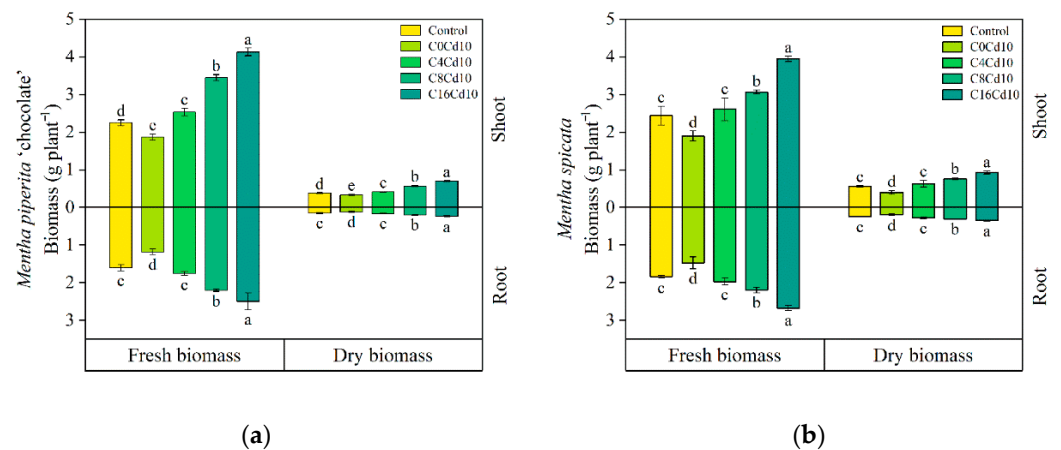 Mentha piperita 'chocolate'
Biomass (g plant⁻¹)
5
4
3
2
1
0
1
2
3
Control
C0Cd10
C4Cd10
C8Cd10
C16Cd10
d
c
c
b
a
d
e
c
b
a
c
d
c
b
a
c
d
c
b
a
Shoot
Root
Fresh biomass
Dry biomass
(a)
Mentha spicata
Biomass (g plant⁻¹)
5
4
3
2
1
0
1
2
3
Control
C0Cd10
C4Cd10
C8Cd10
C16Cd10
c
d
c
b
a
c
d
c
b
a
c
d
c
b
a
c
d
c
b
a
Shoot
Root
Fresh biomass
Dry biomass
(b)